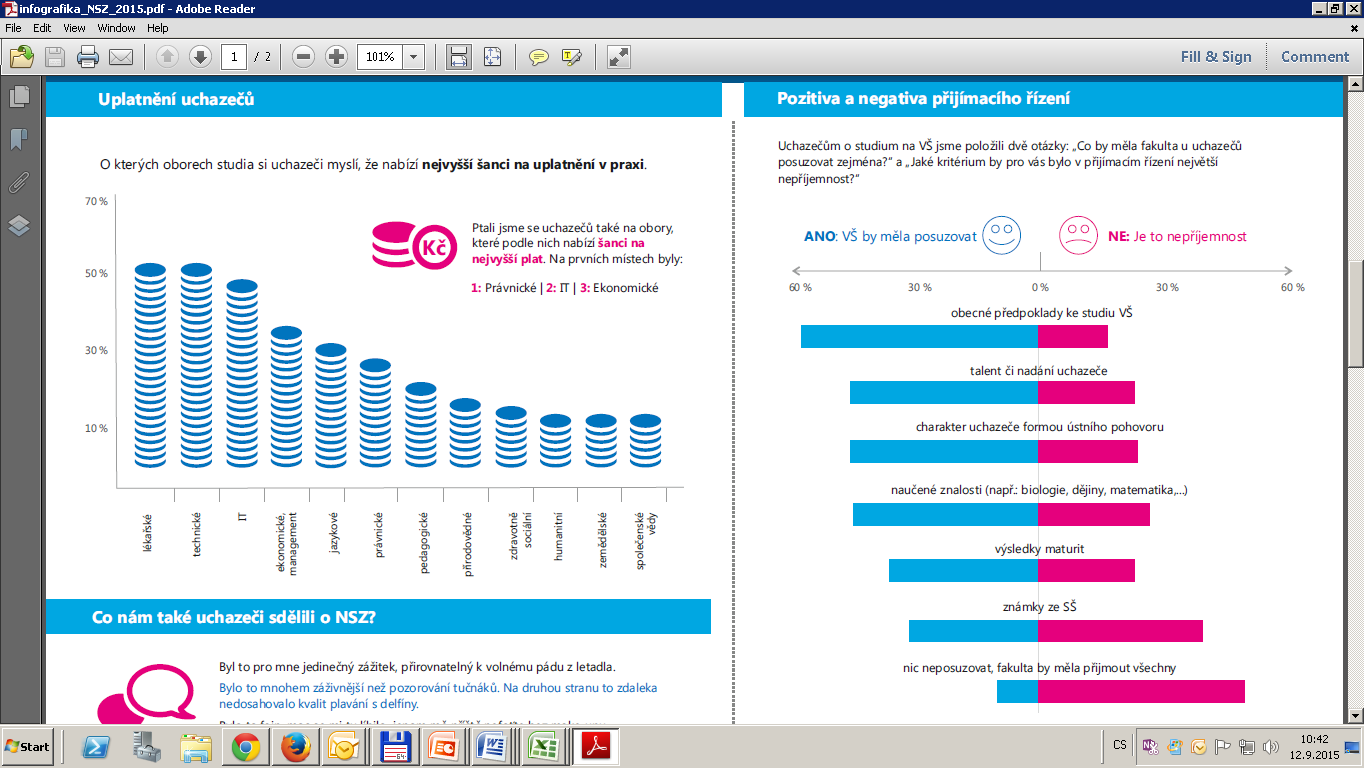 infografika_NSZ_2015.pdf - Adobe Reader
File Edit View Window Help
1 / 2 101% Fill & Sign Comment
Uplatnění uchazečů
O kterých oborech studia si uchazeči myslí, že nabízí nejvyšší šanci na uplatnění v praxi.
70 %
50 %
30 %
10 %
Kč
Ptali jsme se uchazečů také na obory,
které podle nich nabízí šanci na
nejvyšší plat. Na prvních místech byly:
1: Právnické | 2: IT | 3: Ekonomické
lékařské
technické
IT
ekonomické,
management
jazykové
právnické
pedagogické
přírodovědné
zdravotně
sociální
humanitní
zemědělské
společenské
vědy
Co nám také uchazeči sdělili o NSZ?
Byl to pro mne jedinečný zážitek, přirovnatelný k volnému pádu z letadla.
Bylo to mnohem záživnější než pozorování tučňáků. Na druhou stranu to zdaleka
nedosahovalo kvalit plavání s delfíny.
Pozitiva a negativa přijímacího řízení
Uchazečům o studium na VŠ jsme položili dvě otázky: „Co by měla fakulta u uchazečů
posuzovat zejména?“ a „Jaké kritérium by pro vás bylo v přijímacím řízení největší
nepříjemnost?“
ANO: VŠ by měla posuzovat
NE: Je to nepříjemnost
60 % 30 % 0 % 30 % 60 %
obecné předpoklady ke studiu VŠ
talent či nadání uchazeče
charakter uchazeče formou ústního pohovoru
naučené znalosti (např.: biologie, dějiny, matematika,...)
výsledky maturit
známky ze SŠ
nic neposuzovat, fakulta by měla přijmout všechny
Start
64
CS
10:42
12.9.2015